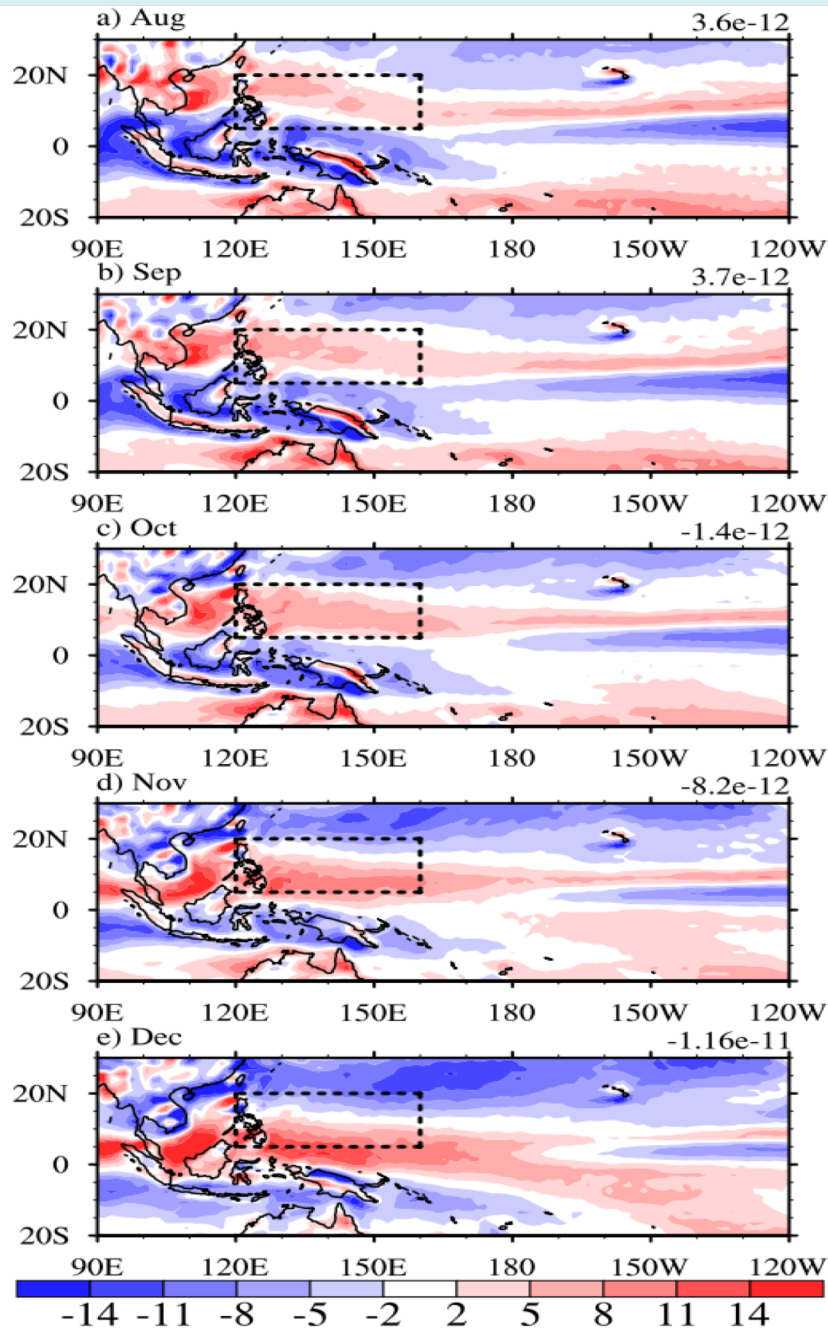 a) Aug 3.6e-12
20N
0
20S
90E 120E 150E 180 150W 120W
b) Sep 3.7e-12
20N
0
20S
90E 120E 150E 180 150W 120W
c) Oct -1.4e-12
20N
0
20S
90E 120E 150E 180 150W 120W
d) Nov -8.2e-12
20N
0
20S
90E 120E 150E 180 150W 120W
e) Dec -1.16e-11
20N
0
20S
90E 120E 150E 180 150W 120W
-14 -11 -8 -5 -2 2 5 8 11 14